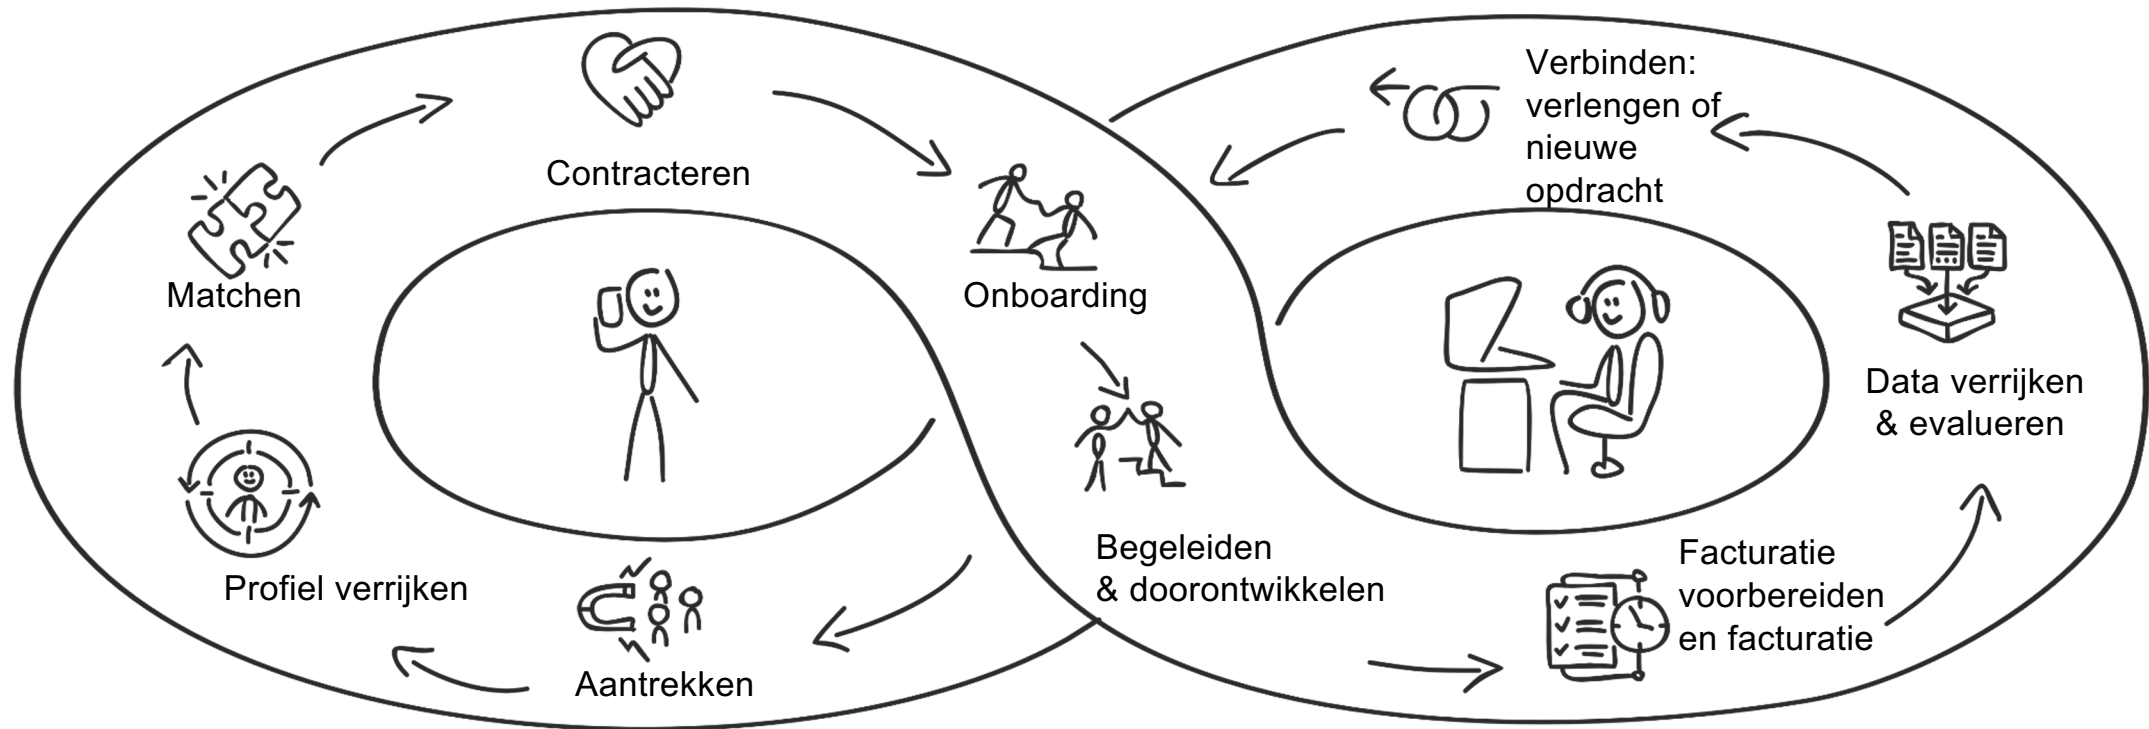 Verbinden:
verlengen of
nieuwe
opdracht
Contracteren
Matchen
Onboarding
Data verrijken
& evalueren
Begeleiden
& doorontwikkelen
Facturatie
voorbereiden
en facturatie
Profiel verrijken
Aantrekken